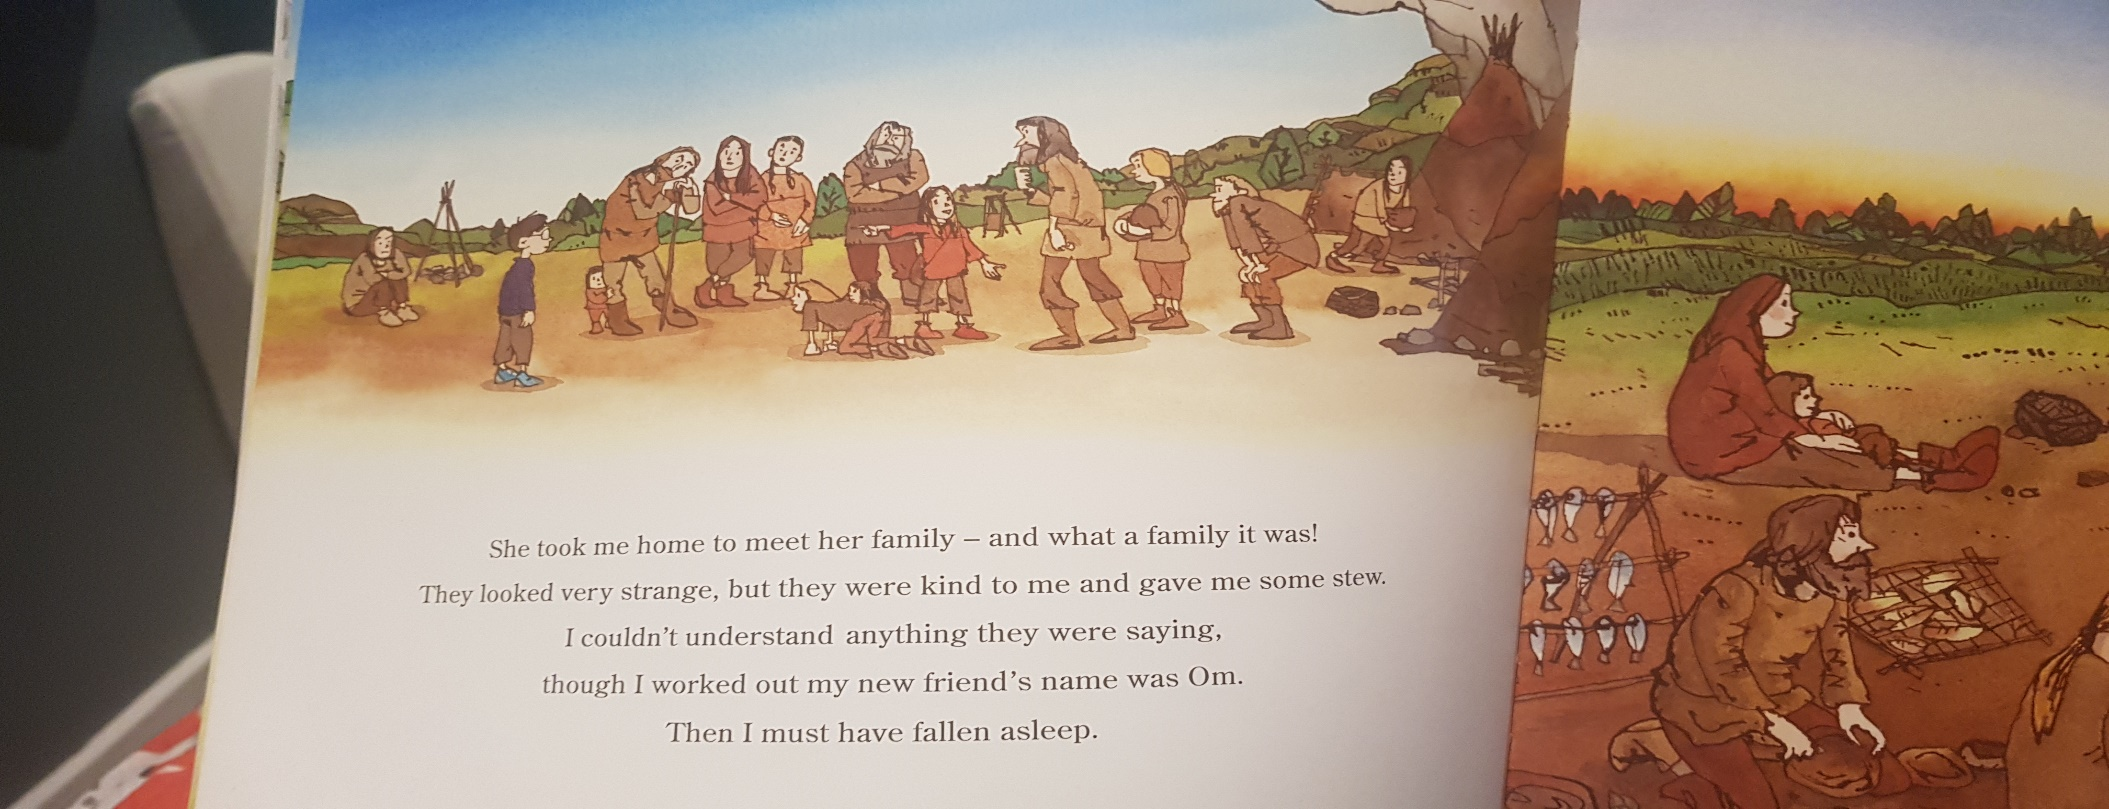 She took me home to meet her family – and what a family it was!
They looked very strange, but they were kind to me and gave me some stew.
I couldn't understand anything they were saying,
though I worked out my new friend's name was Om.
Then I must have fallen asleep.